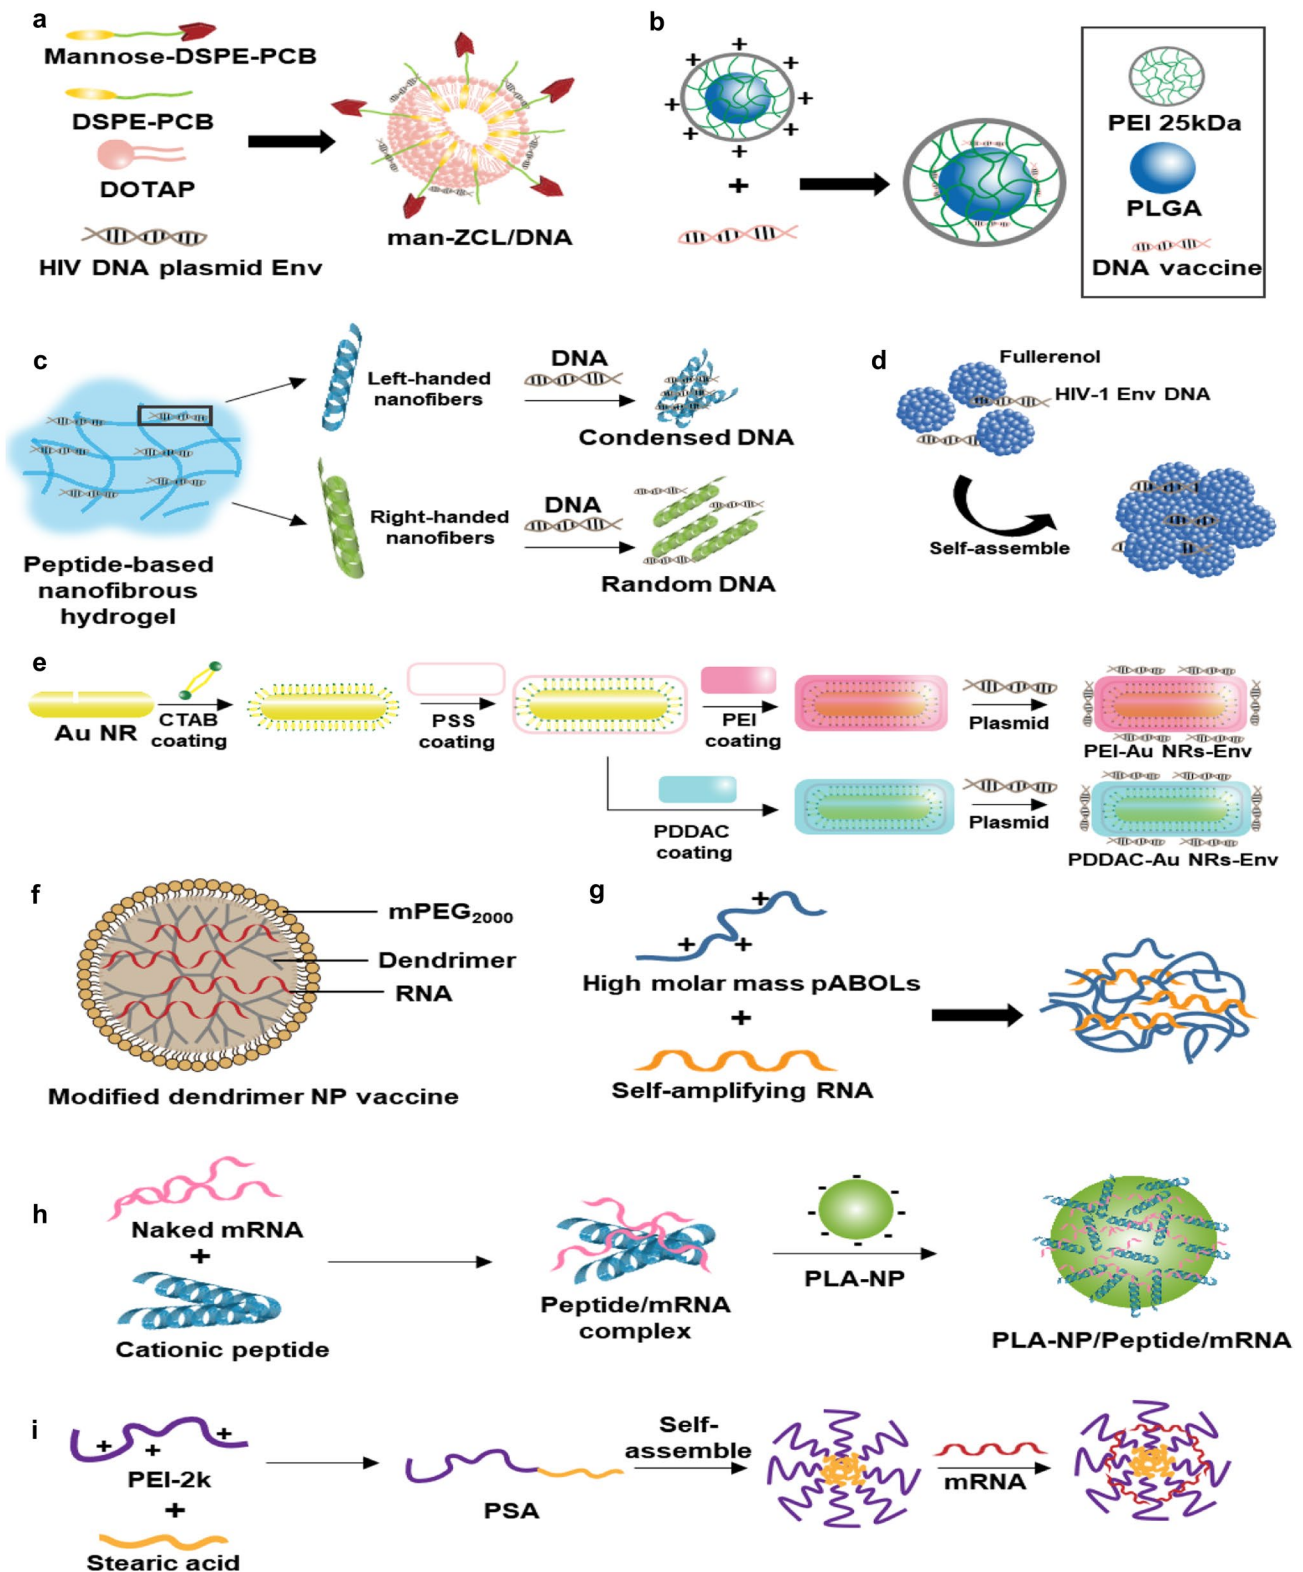 a
Mannose-DSPE-PCB
DSPE-PCB
DOTAP
HIV DNA plasmid Env
man-ZCL/DNA
b
+ + + + + + + +
+
PEI 25kDa
PLGA
DNA vaccine
c
Peptide-based
nanofibrous
hydrogel
Left-handed
nanofibers
DNA
Condensed DNA
Right-handed
nanofibers
DNA
Random DNA
d
Fullerenol
HIV-1 Env DNA
Self-assemble
e
Au NR
CTAB
coating
PSS
coating
PEI
coating
Plasmid
PEI-Au NRs-Env
PDDAC
coating
Plasmid
PDDAC-Au NRs-Env
f
mPEG2000
Dendrimer
RNA
Modified dendrimer NP vaccine
g
+ + +
High molar mass pABOLs
+
Self-amplifying RNA
h
Naked mRNA
+
Cationic peptide
Peptide/mRNA
complex
- - - - - - - -
PLA-NP
PLA-NP/Peptide/mRNA
i
+ + +
PEI-2k
+
Stearic acid
PSA
Self-
assemble
mRNA